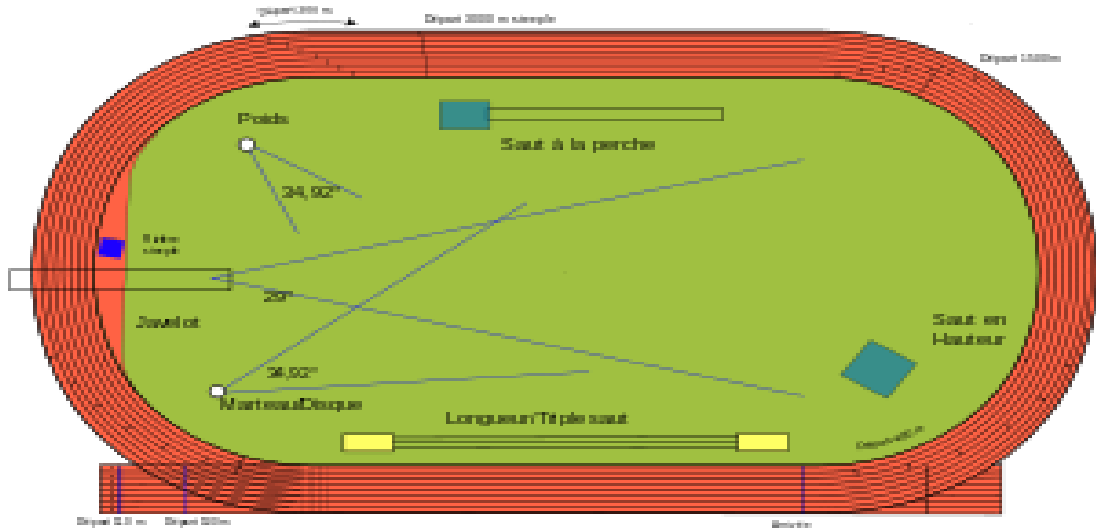 Départ 3000 m steeple
Départ 1500m
Poids
Saut à la perche
34,92°
29°
Javelot
Saut en
Hauteur
34,92°
Marteau/Disque
Longueur/Triple saut
Départ 100m